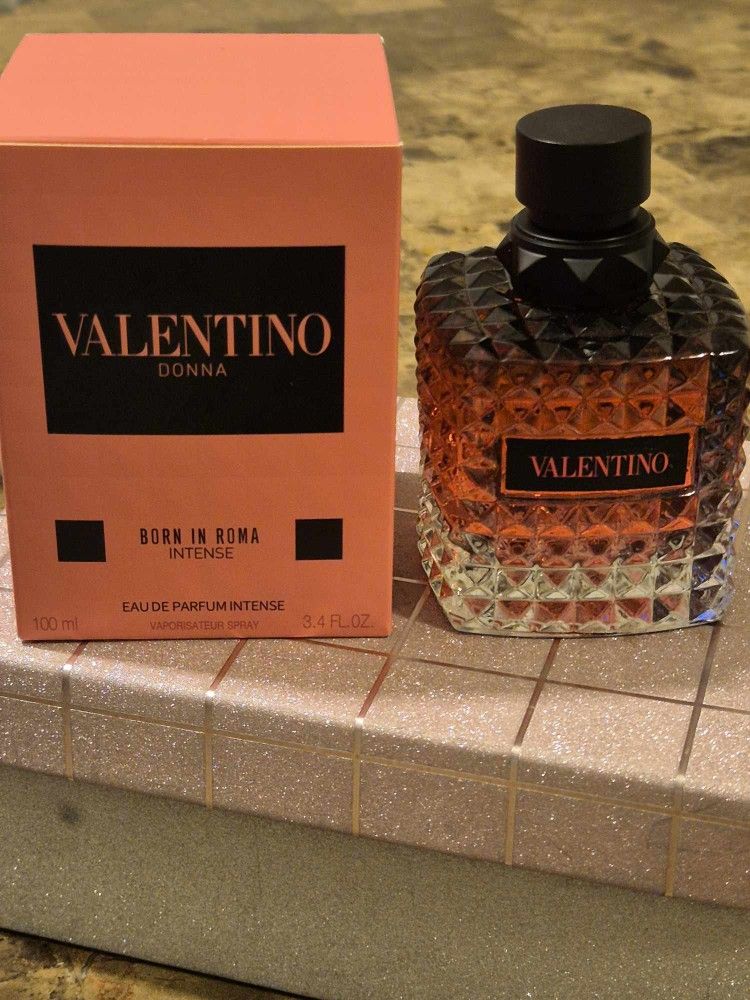 VALENTINO
DONNA
BORN IN ROMA
INTENSE
EAU DE PARFUM INTENSE
100 ml
VAPORISATEUR SPRAY
3.4 FL.OZ.
VALENTINO